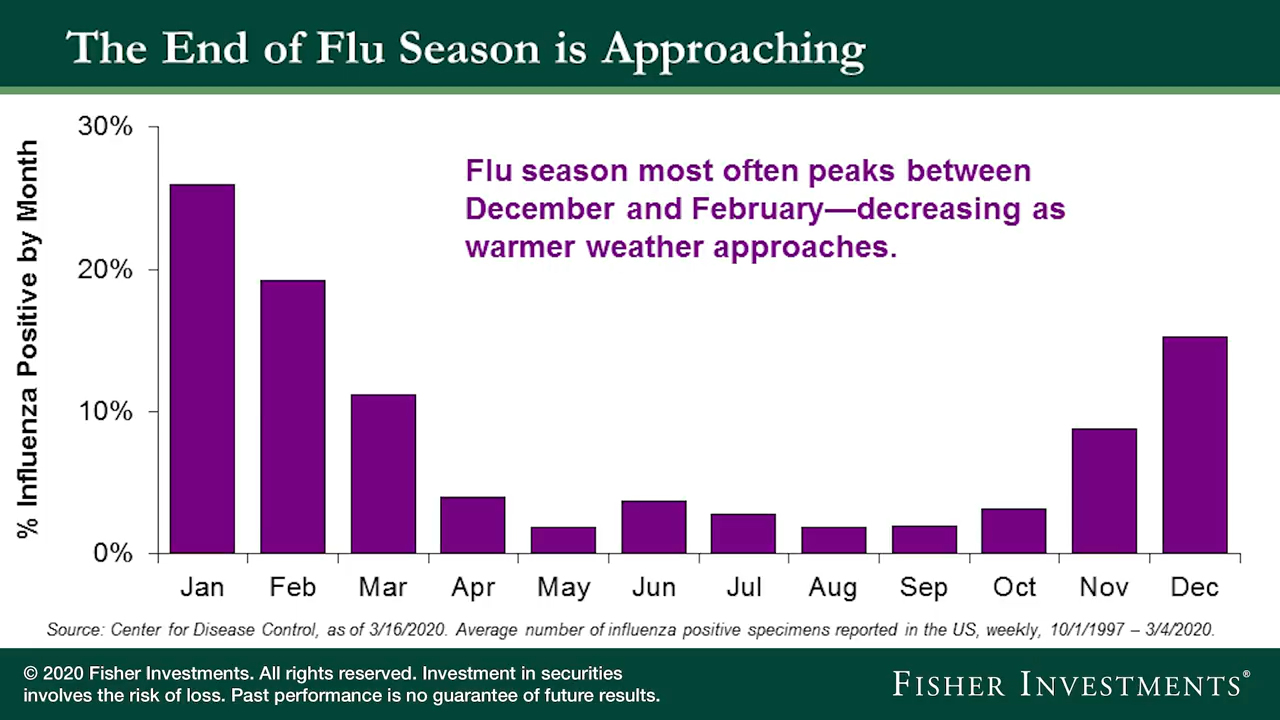 The End of Flu Season is Approaching
% Influenza Positive by Month
30%
20%
10%
0%
Flu season most often peaks between
December and February—decreasing as
warmer weather approaches.
Jan Feb Mar Apr May Jun Jul Aug Sep Oct Nov Dec
Source: Center for Disease Control, as of 3/16/2020. Average number of influenza positive specimens reported in the US, weekly, 10/1/1997 – 3/4/2020.
© 2020 Fisher Investments. All rights reserved. Investment in securities
involves the risk of loss. Past performance is no guarantee of future results.
FISHER INVESTMENTS®